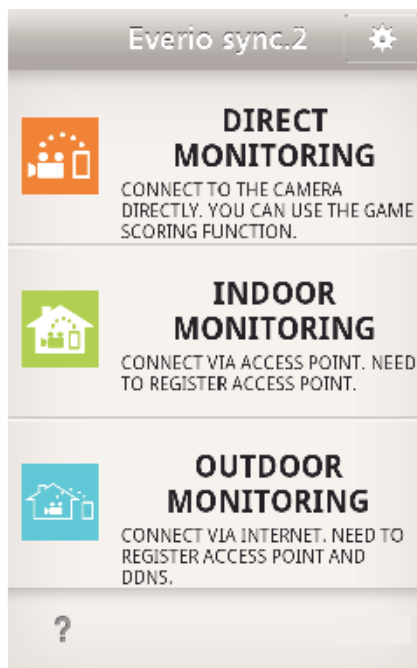 Everio sync.2
DIRECT
MONITORING
CONNECT TO THE CAMERA
DIRECTLY. YOU CAN USE THE GAME
SCORING FUNCTION.
INDOOR
MONITORING
CONNECT VIA ACCESS POINT. NEED
TO REGISTER ACCESS POINT.
OUTDOOR
MONITORING
CONNECT VIA INTERNET. NEED TO
REGISTER ACCESS POINT AND
DDNS.
?